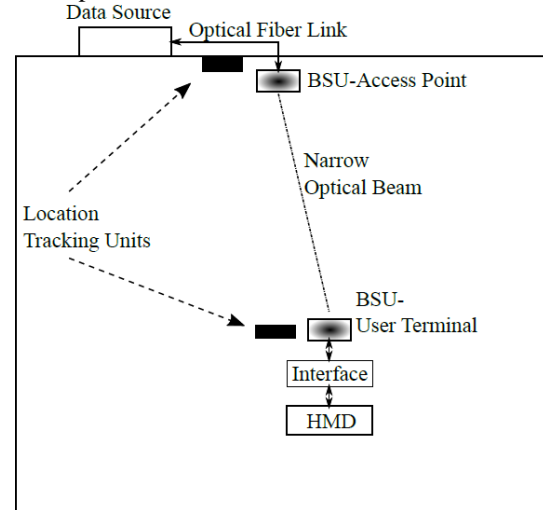 Data Source
Optical Fiber Link
BSU-Access Point
Narrow
Optical Beam
Location
Tracking Units
BSU-
User Terminal
Interface
HMD